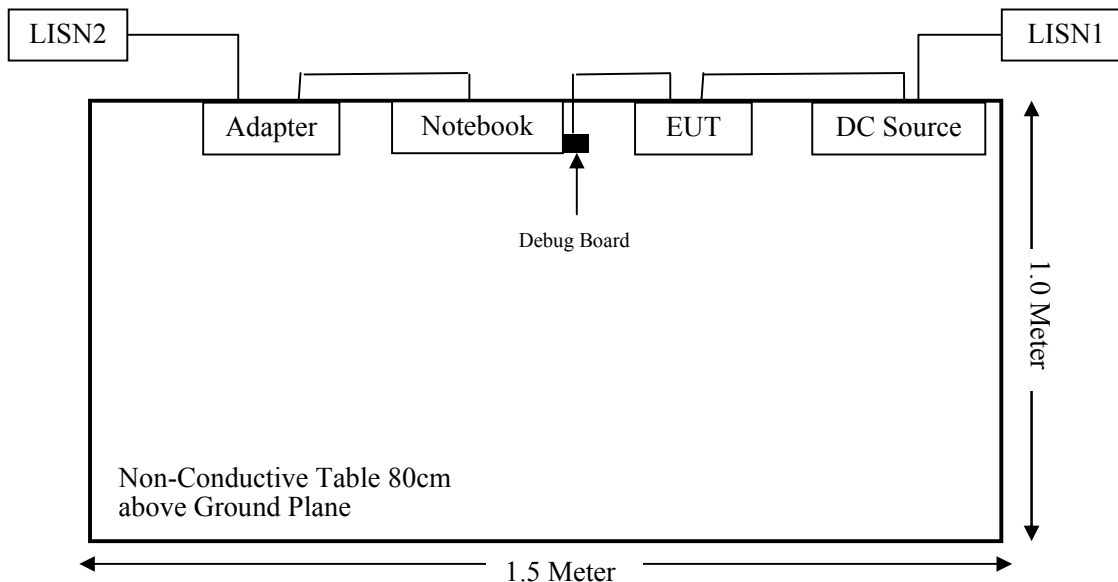 LISN2
LISN1
Adapter
Notebook
EUT
DC Source
Debug Board
1.0 Meter
Non-Conductive Table 80cm
above Ground Plane
1.5 Meter